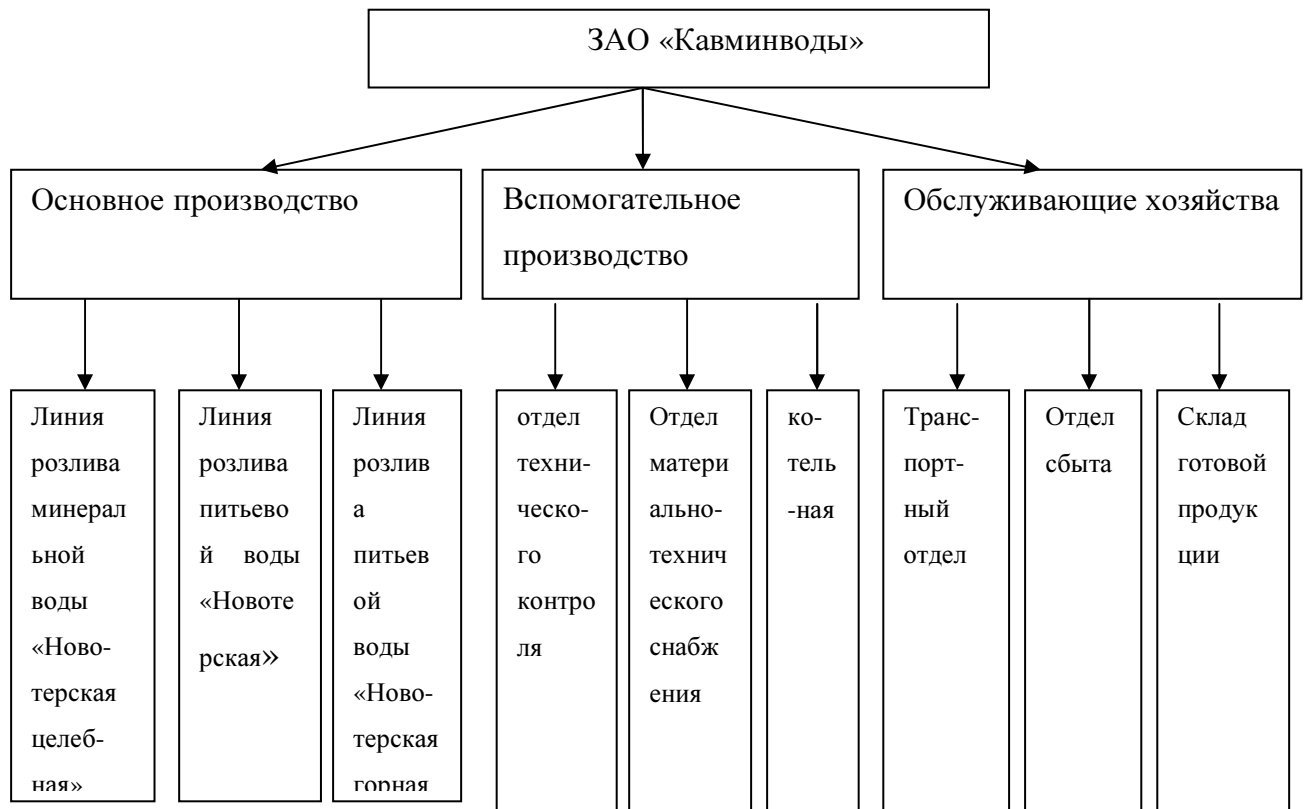 ЗАО «Кавминводы»
Основное производство
Вспомогательное
производство
Обслуживающие хозяйства
Линия
розлива
минерал
ьной
воды
«Ново-
терская
целеб-
ная»
Линия
розлива
питьево
й воды
«Новоте
рская»
Линия
розлив
а
питьев
ой
воды
«Ново-
терская
горная
отдел
техни-
ческо-
го
контро
ля
Отдел
матери
ально-
технич
еского
снабж
ения
ко-
тель
-ная
Транс-
порт-
ный
отдел
Отдел
сбыта
Склад
готовой
продук
ции